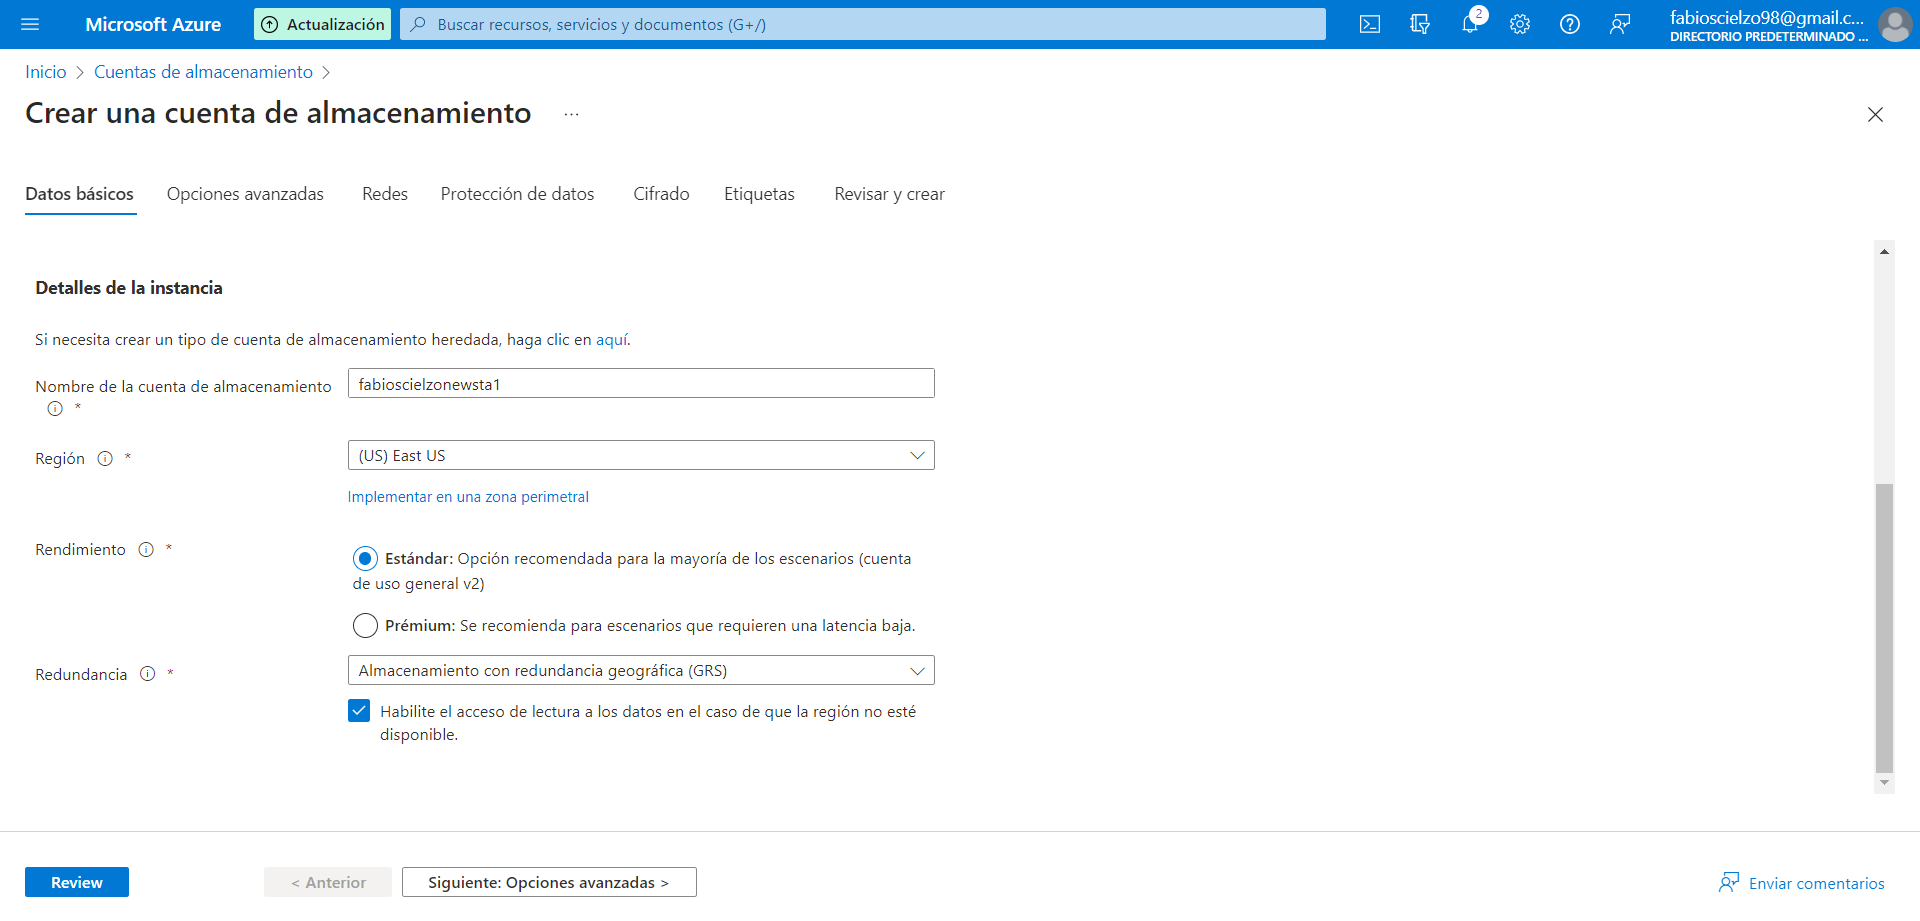 Microsoft Azure
Actualización
Buscar recursos, servicios y documentos (G+/)
2
fabioscielzo98@gmail.c...
DIRECTORIO PREDETERMINADO ...
Inicio > Cuentas de almacenamiento >
Crear una cuenta de almacenamiento ...
Datos básicos Opciones avanzadas Redes Protección de datos Cifrado Etiquetas Revisar y crear
Detalles de la instancia
Si necesita crear un tipo de cuenta de almacenamiento heredada, haga clic en aquí.
Nombre de la cuenta de almacenamiento
*
fabioscielzonewsta1
Región *
(US) East US
Implementar en una zona perimetral
Rendimiento *
Estándar: Opción recomendada para la mayoría de los escenarios (cuenta
de uso general v2)
Prémium: Se recomienda para escenarios que requieren una latencia baja.
Redundancia *
Almacenamiento con redundancia geográfica (GRS)
Habilite el acceso de lectura a los datos en el caso de que la región no esté
disponible.
Review
< Anterior
Siguiente: Opciones avanzadas >
Enviar comentarios